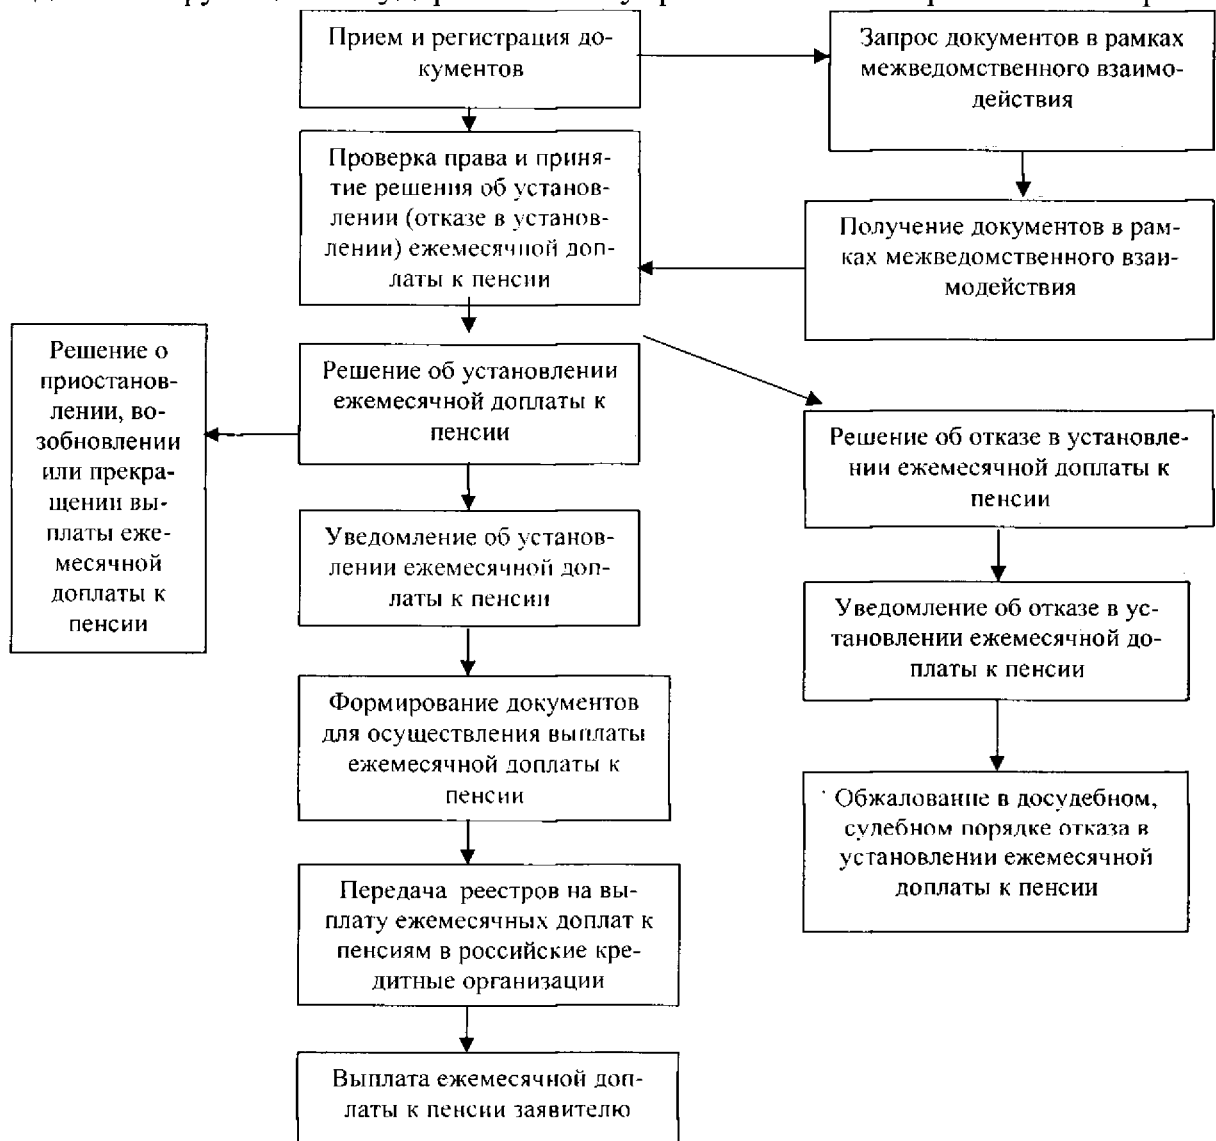 Прием и регистрация до-
кументов
Запрос документов в рамках
межведомственного взаимо-
действия
Проверка права и приня-
тие решения об установ-
лении (отказе в установ-
лении) ежемесячной доп-
латы к пенсии
Получение документов в рам-
ках межведомственного взаи-
модействия
Решение о
приостанов-
лении, во-
зобновлении
или прекра-
щении вы-
платы еже-
месячной
доплаты к
пенсии
Решение об установлении
ежемесячной доплаты к
пенсии
Решение об отказе в установле-
нии ежемесячной доплаты к
пенсии
Уведомление об установ-
лении ежемесячной доп-
латы к пенсии
Уведомление об отказе в ус-
тановлении ежемесячной до-
платы к пенсии
Формирование документов
для осуществления выплаты
ежемесячной доплаты к
пенсии
Обжалование в досудебном,
судебном порядке отказа в
установлении ежемесячной
доплаты к пенсии
Передача реестров на вы-
плату ежемесячных доплат к
пенсиям в российские кре-
дитные организации
Выплата ежемесячной доп-
латы к пенсии заявителю